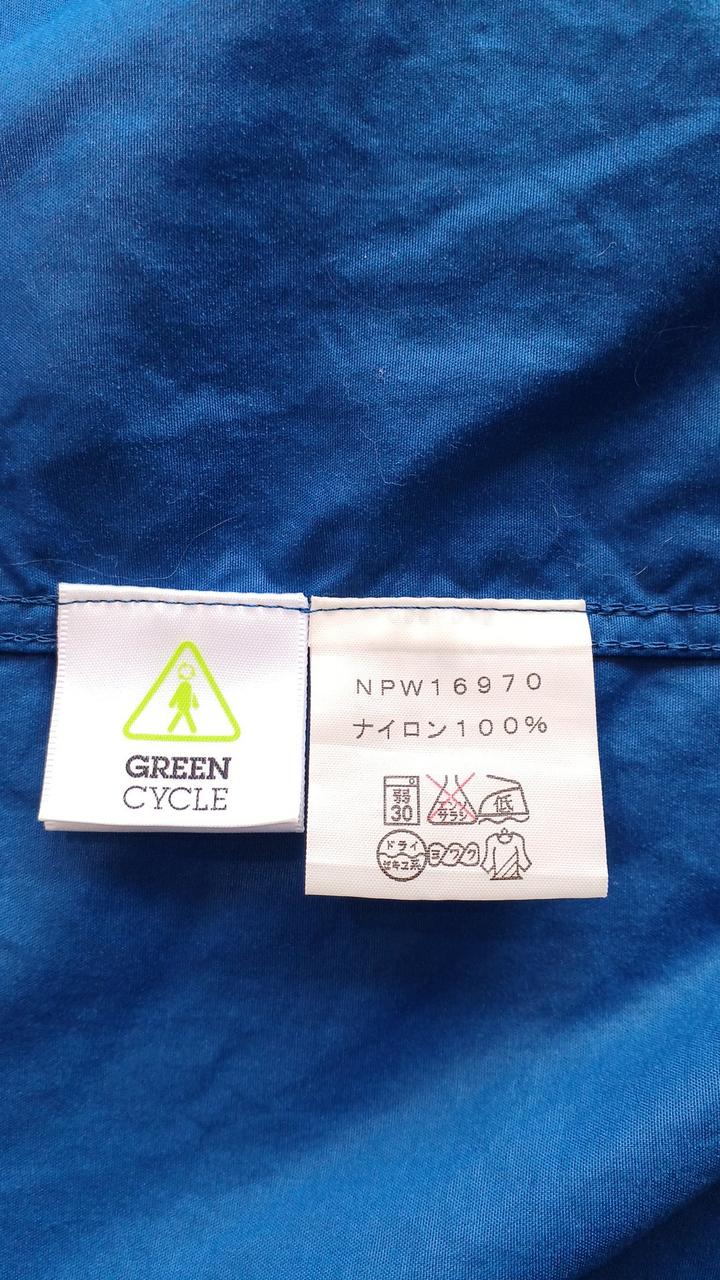 GREEN
CYCLE
NPW16970
ナイロン100%
弱
30
エンソ
サラシ
低
ドライ
セキユ系
ヨワク